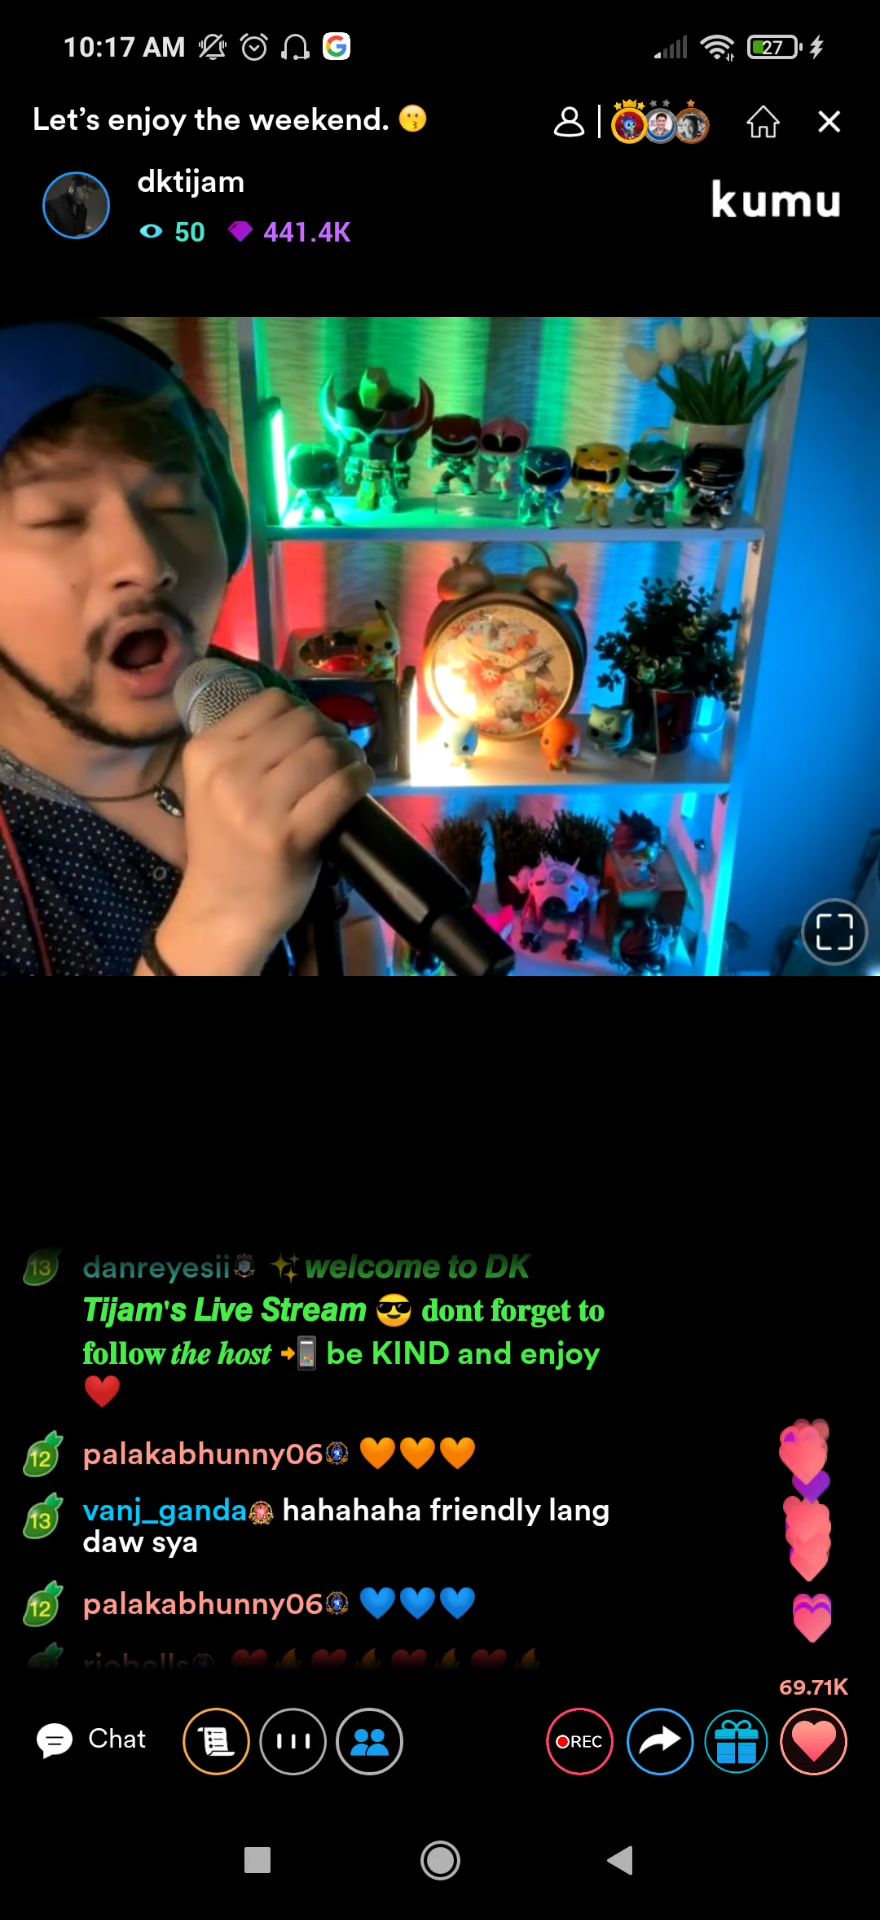 10:17 AM
27
Let's enjoy the weekend. 😗
dktijam
50 441.4K
kumu
13 danreyesii ✨ welcome to DK
Tijam's Live Stream 😎 dont forget to
follow the host 📲 be KIND and enjoy
❤️
12 palakabhunny06 🧡🧡🧡
13 vanj_ganda hahahaha friendly lang
daw sya
12 palakabhunny06 💙💙💙
riobells ❤️🔥❤️🔥❤️🔥❤️🔥
69.71K
Chat
REC